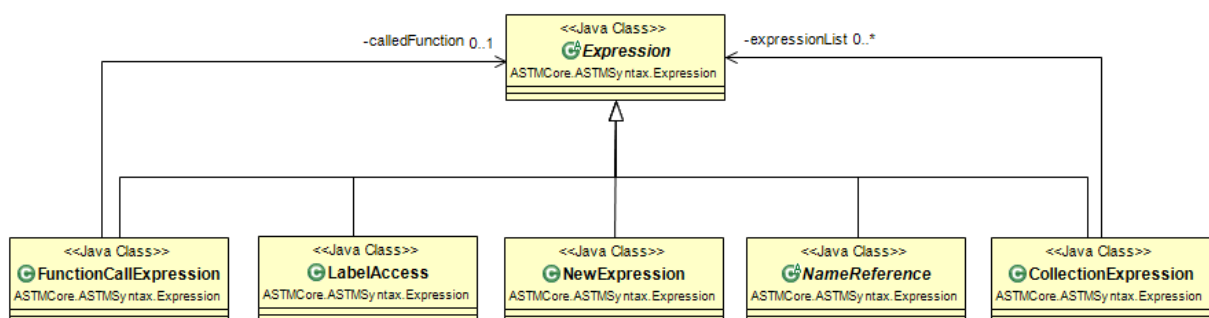 <<Java Class>>
Expression
ASTMCore.ASTMSyntax.Expression
-calledFunction 0..1
-expressionList 0..*
<<Java Class>>
FunctionCallExpression
ASTMCore.ASTMSyntax.Expression
<<Java Class>>
LabelAccess
ASTMCore.ASTMSyntax.Expression
<<Java Class>>
NewExpression
ASTMCore.ASTMSyntax.Expression
<<Java Class>>
NameReference
ASTMCore.ASTMSyntax.Expression
<<Java Class>>
CollectionExpression
ASTMCore.ASTMSyntax.Expression